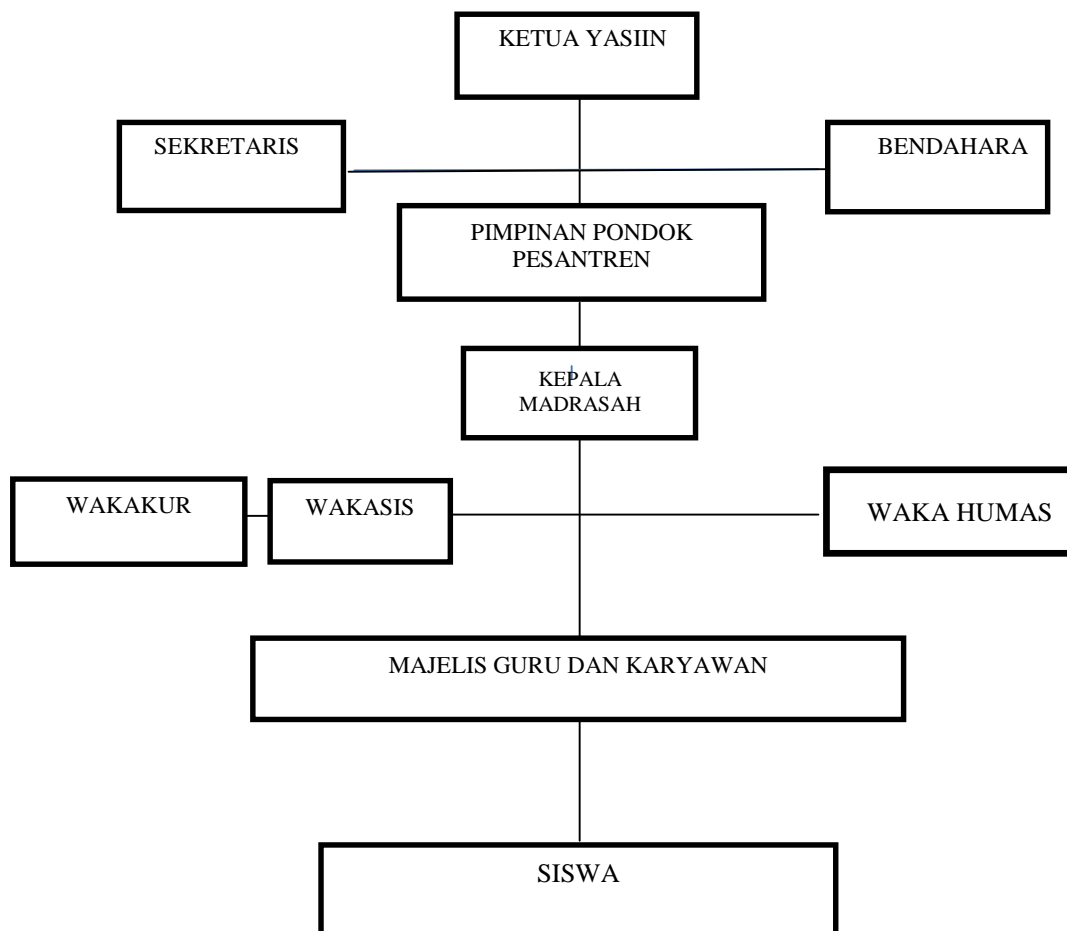 KETUA YASIIN
SEKRETARIS
BENDAHARA
PIMPINAN PONDOK
PESANTREN
KEPALA
MADRASAH
WAKAKUR
WAKASIS
WAKA HUMAS
MAJELIS GURU DAN KARYAWAN
SISWA